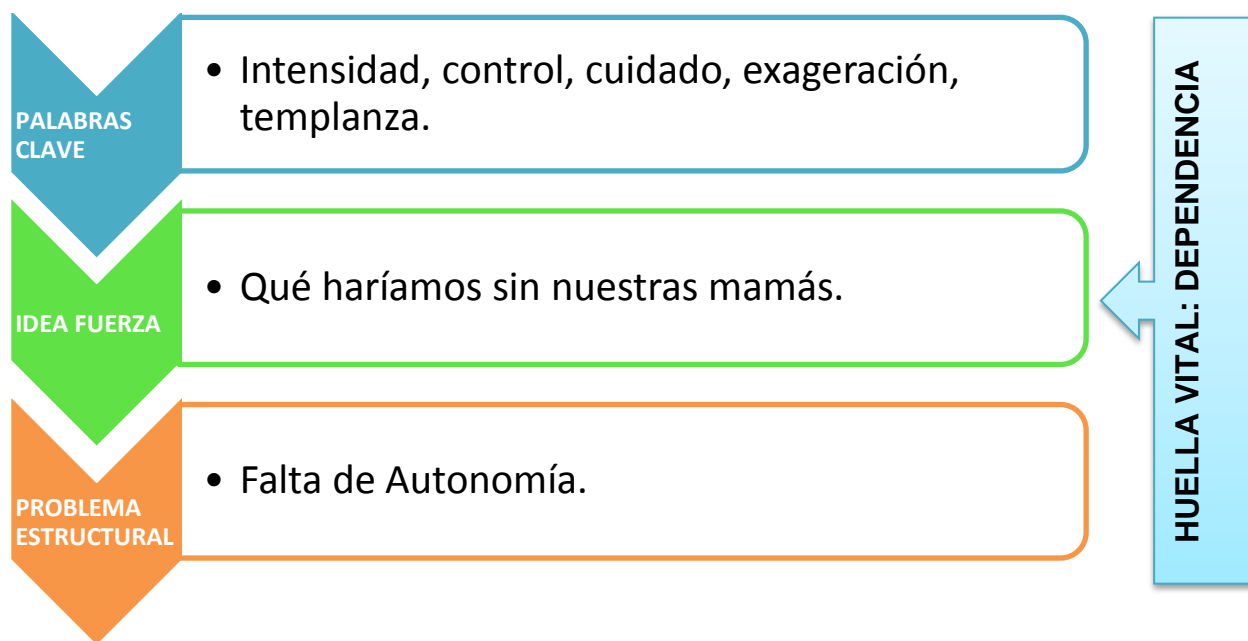 PALABRAS
CLAVE
• Intensidad, control, cuidado, exageración,
templanza.
IDEA FUERZA
• Qué haríamos sin nuestras mamás.
PROBLEMA
ESTRUCTURAL
• Falta de Autonomía.
HUELLA VITAL: DEPENDENCIA